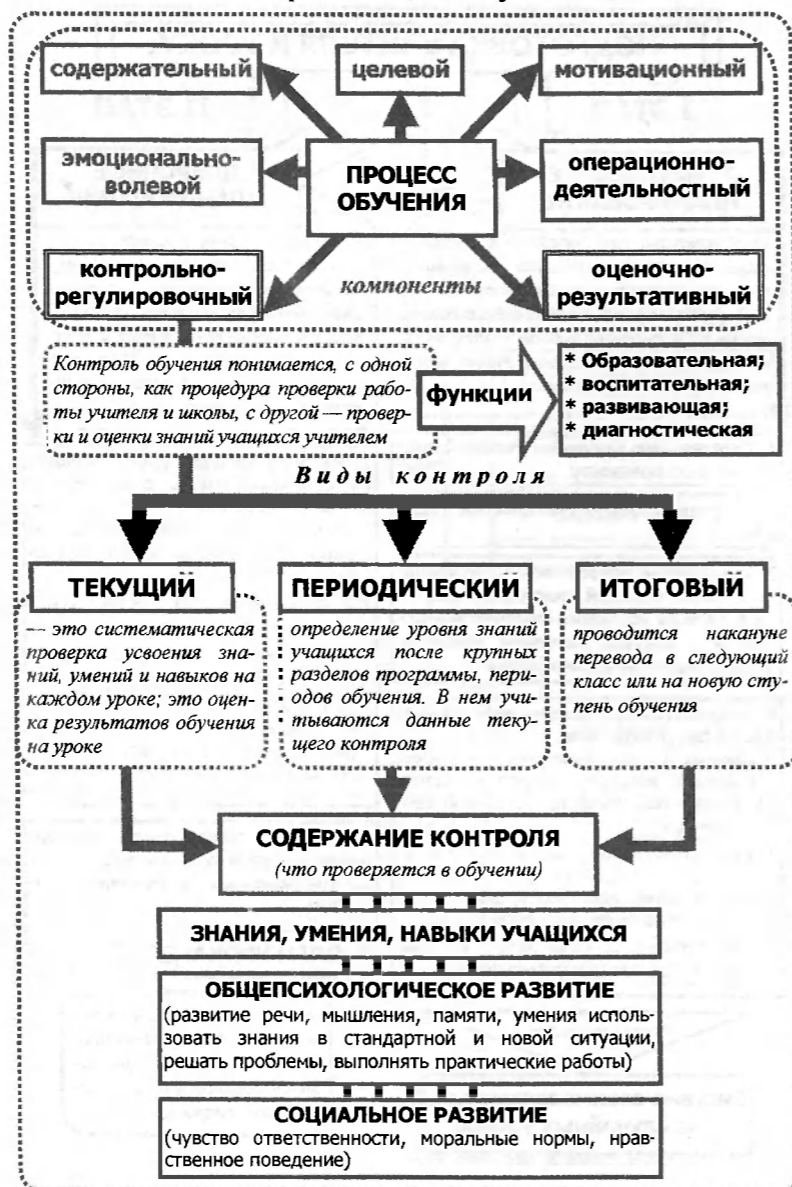 содержательный
целевой
мотивационный
эмоционально-
волевой
ПРОЦЕСС
ОБУЧЕНИЯ
операционно-
деятельностный
контрольно-
регулировочный
компоненты
оценочно-
результативный
Контроль обучения понимается, с одной
стороны, как процедура проверки рабо-
ты учителя и школы, с другой — провер-
ки и оценки знаний учащихся учителем
функции
* Образовательная;
* воспитательная;
* развивающая;
* диагностическая
Виды контроля
ТЕКУЩИЙ
— это систематическая
проверка усвоения зна-
ний, умений и навыков на
каждом уроке; это оцен-
ка результатов обучения
на уроке
ПЕРИОДИЧЕСКИЙ
определение уровня знаний
учащихся после крупных
разделов программы, пери-
одов обучения. В нем учи-
тываются данные теку-
щего контроля
ИТОГОВЫЙ
проводится накануне
перевода в следующий
класс или на новую сту-
пень обучения
СОДЕРЖАНИЕ КОНТРОЛЯ
(что проверяется в обучении)
ЗНАНИЯ, УМЕНИЯ, НАВЫКИ УЧАЩИХСЯ
ОБЩЕПСИХОЛОГИЧЕСКОЕ РАЗВИТИЕ
(развитие речи, мышления, памяти, умения исполь-
зовать знания в стандартной и новой ситуации,
решать проблемы, выполнять практические работы)
СОЦИАЛЬНОЕ РАЗВИТИЕ
(чувство ответственности, моральные нормы, нрав-
ственное поведение)